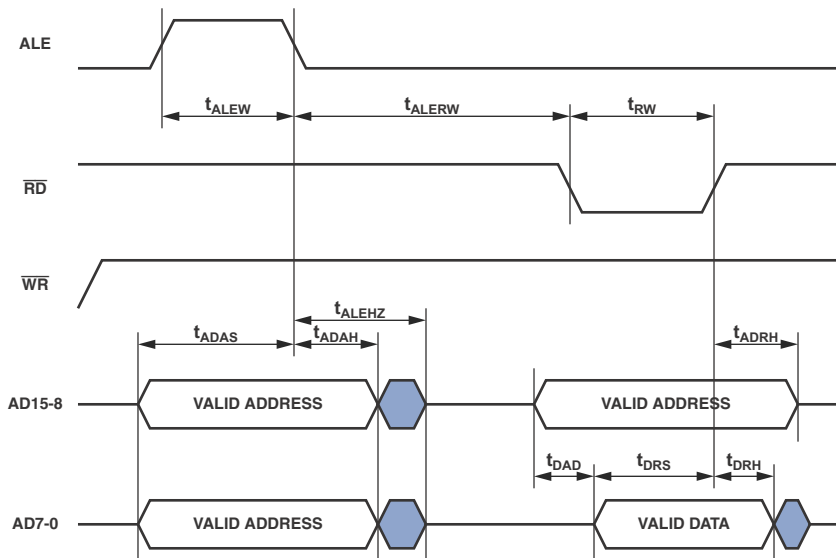 ALE
tALEW
tALERW
tRW
RD
WR
tALEHZ
tADAS
tADAH
tADRH
AD15-8
VALID ADDRESS
VALID ADDRESS
tDAD
tDRS
tDRH
AD7-0
VALID ADDRESS
VALID DATA